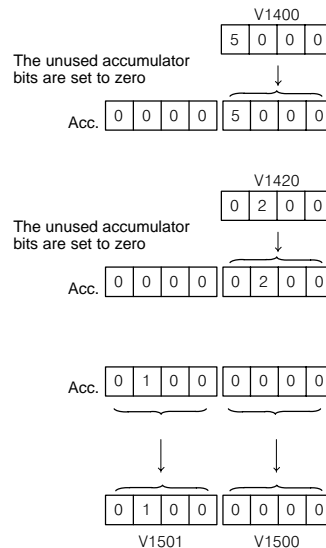 V1400
5 0 0 0
The unused accumulator
bits are set to zero
Acc. 0 0 0 0 5 0 0 0
V1420
0 2 0 0
The unused accumulator
bits are set to zero
Acc. 0 0 0 0 0 2 0 0
Acc. 0 1 0 0 0 0 0 0
0 1 0 0 0 0 0 0
V1501 V1500